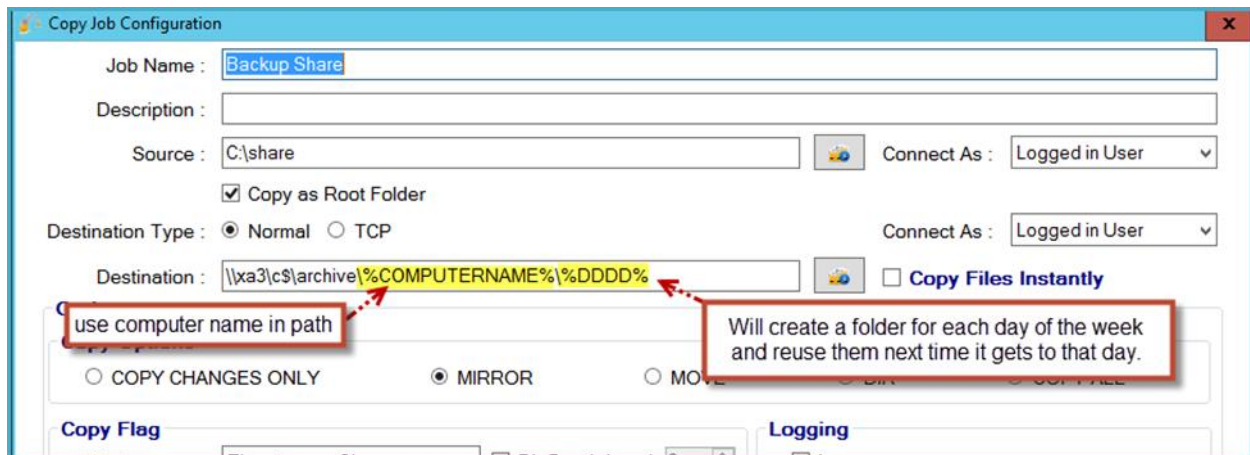 Copy Job Configuration
x
Job Name : Backup Share
Description :
Source : C:\share Connect As : Logged in User
Copy as Root Folder
Destination Type : Normal TCP Connect As : Logged in User
Destination : \\xa3\c$\archive\%COMPUTERNAME%\%DDDD% Copy Files Instantly
use computer name in path
Will create a folder for each day of the week
and reuse them next time it gets to that day.
COPY CHANGES ONLY MIRROR
Copy Flag Logging